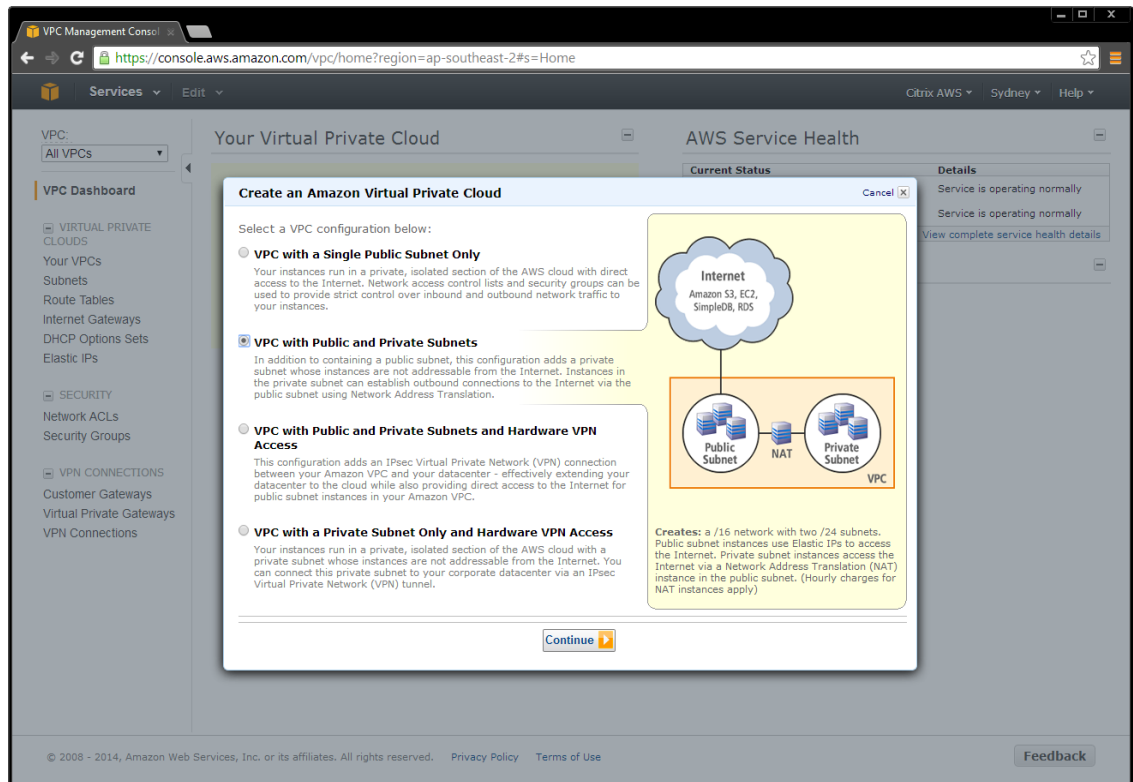 VPC Management Consol
https://console.aws.amazon.com/vpc/home?region=ap-southeast-2#s=Home
Services Edit Citrix AWS Sydney Help
VPC:
All VPCs
VPC Dashboard
VIRTUAL PRIVATE
CLOUDS
Your VPCs
Subnets
Route Tables
Internet Gateways
DHCP Options Sets
Elastic IPs
SECURITY
Network ACLs
Security Groups
VPN CONNECTIONS
Customer Gateways
Virtual Private Gateways
VPN Connections
Your Virtual Private Cloud
AWS Service Health
Current Status Details
Service is operating normally
Service is operating normally
View complete service health details
Create an Amazon Virtual Private Cloud
Cancel
Select a VPC configuration below:
VPC with a Single Public Subnet Only
Your instances run in a private, isolated section of the AWS cloud with direct
access to the Internet. Network access control lists and security groups can be
used to provide strict control over inbound and outbound network traffic to
your instances.
VPC with Public and Private Subnets
In addition to containing a public subnet, this configuration adds a private
subnet whose instances are not addressable from the Internet. Instances in
the private subnet can establish outbound connections to the Internet via the
public subnet using Network Address Translation.
VPC with Public and Private Subnets and Hardware VPN
Access
This configuration adds an IPsec Virtual Private Network (VPN) connection
between your Amazon VPC and your datacenter - effectively extending your
datacenter to the cloud while also providing direct access to the Internet for
public subnet instances in your Amazon VPC.
VPC with a Private Subnet Only and Hardware VPN Access
Your instances run in a private, isolated section of the AWS cloud with a
private subnet whose instances are not addressable from the Internet. You
can connect this private subnet to your corporate datacenter via an IPsec
Virtual Private Network (VPN) tunnel.
Internet
Amazon S3, EC2,
SimpleDB, RDS
Public
Subnet
NAT
Private
Subnet
VPC
Creates: a /16 network with two /24 subnets.
Public subnet instances use Elastic IPs to access
the Internet. Private subnet instances access the
Internet via a Network Address Translation (NAT)
instance in the public subnet. (Hourly charges for
NAT instances apply)
Continue
© 2008 - 2014, Amazon Web Services, Inc. or its affiliates. All rights reserved. Privacy Policy Terms of Use
Feedback